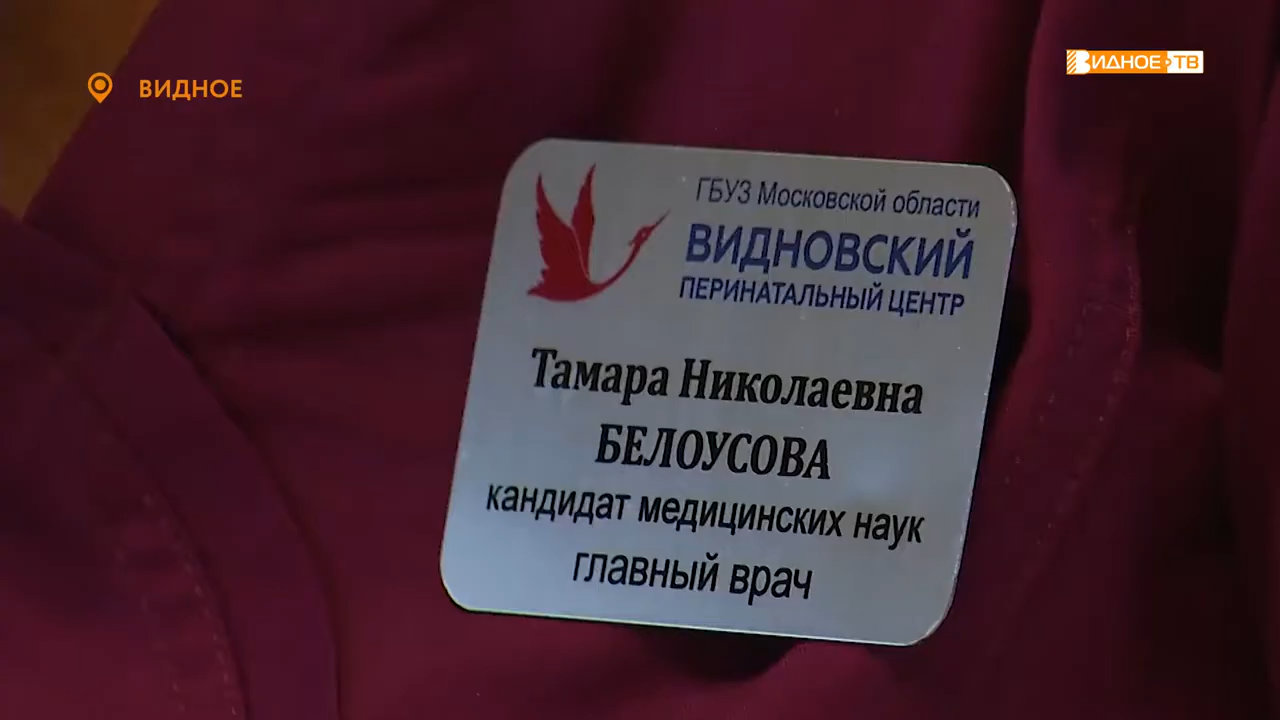 ВИДНОЕ
ВИДНОЕ ТВ
ГБУЗ Московской области
ВИДНОВСКИЙ
ПЕРИНАТАЛЬНЫЙ ЦЕНТР
Тамара Николаевна
БЕЛОУСОВА
кандидат медицинских наук
главный врач